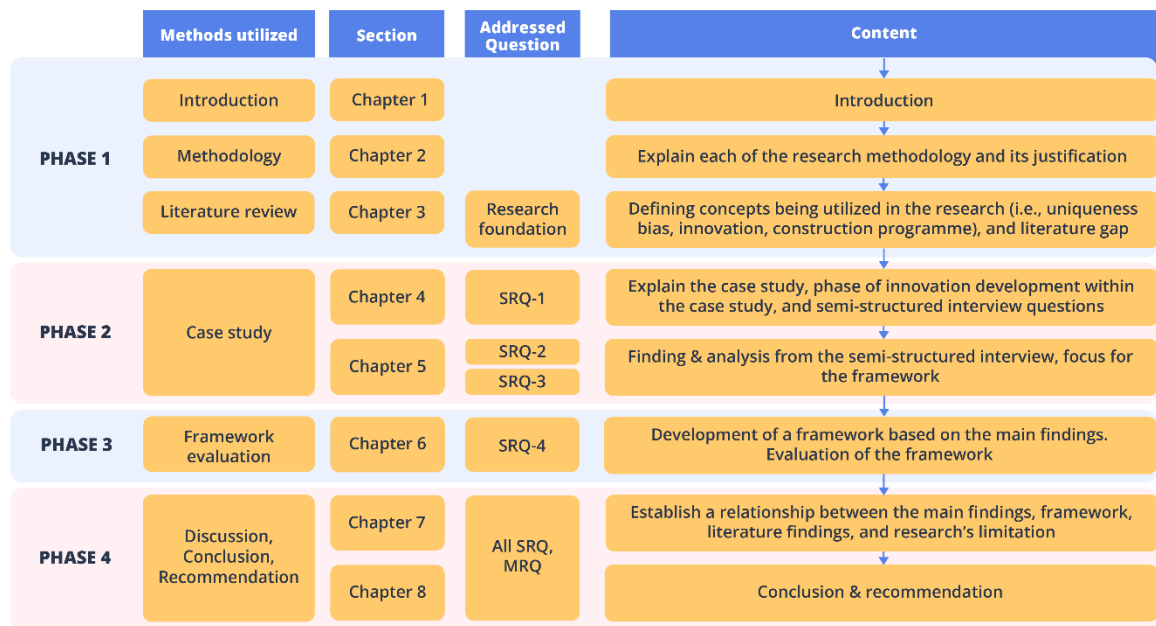 Methods utilized
Section
Addressed
Question
Content
PHASE 1
Introduction
Chapter 1
Introduction
Methodology
Chapter 2
Explain each of the research methodology and its justification
Literature review
Chapter 3
Research
foundation
Defining concepts being utilized in the research (i.e., uniqueness
bias, innovation, construction programme), and literature gap
PHASE 2
Case study
Chapter 4
SRQ-1
Explain the case study, phase of innovation development within
the case study, and semi-structured interview questions
Chapter 5
SRQ-2
SRQ-3
Finding & analysis from the semi-structured interview, focus for
the framework
PHASE 3
Framework
evaluation
Chapter 6
SRQ-4
Development of a framework based on the main findings.
Evaluation of the framework
PHASE 4
Discussion,
Conclusion,
Recommendation
Chapter 7
All SRQ,
MRQ
Establish a relationship between the main findings, framework,
literature findings, and research's limitation
Chapter 8
Conclusion & recommendation